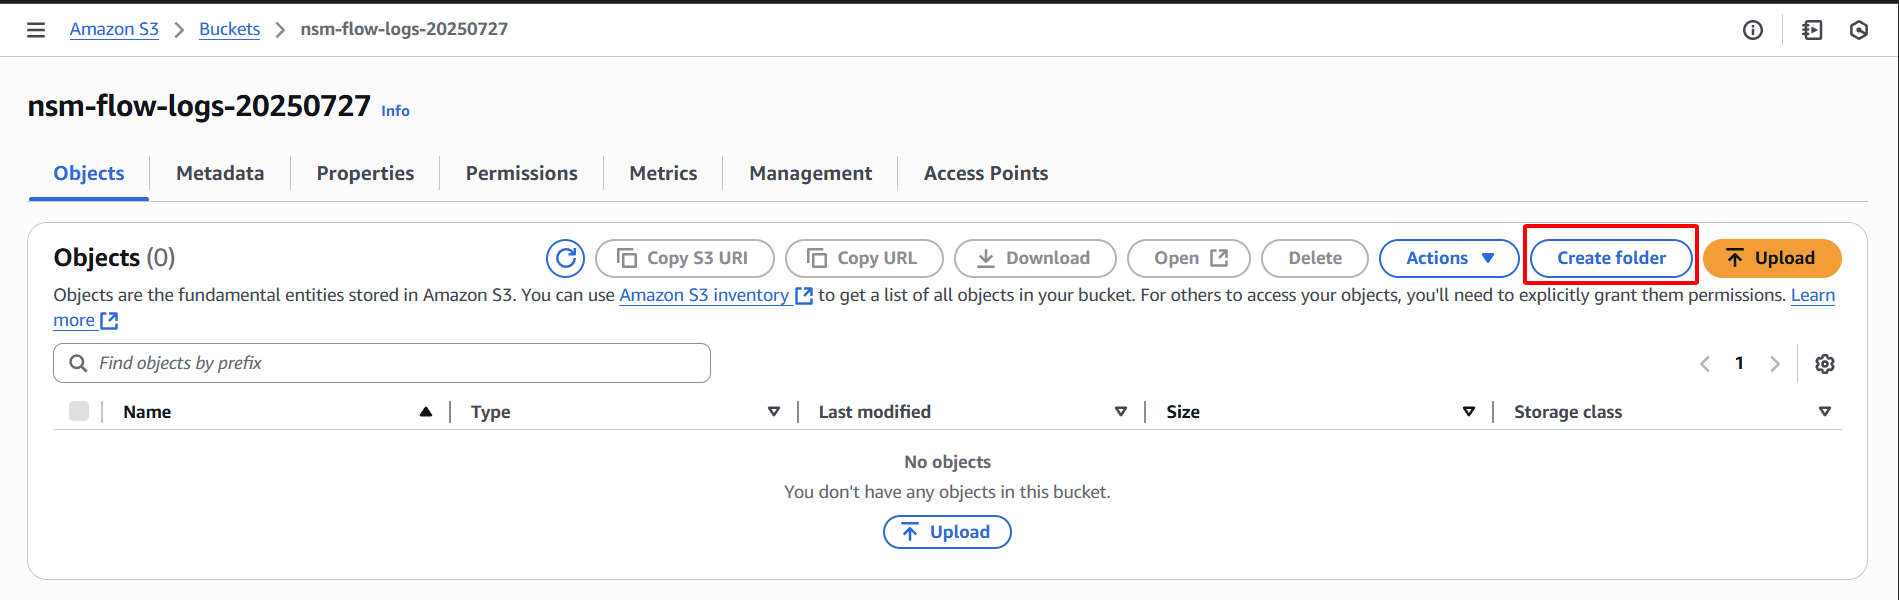 Amazon S3 > Buckets > nsm-flow-logs-20250727
nsm-flow-logs-20250727 Info
Objects Metadata Properties Permissions Metrics Management Access Points
Objects (0) Copy S3 URI Copy URL Download Open Delete Actions Create folder Upload
Objects are the fundamental entities stored in Amazon S3. You can use Amazon S3 inventory to get a list of all objects in your bucket. For others to access your objects, you'll need to explicitly grant them permissions. Learn
more
Find objects by prefix 1
Name Type Last modified Size Storage class
No objects
You don't have any objects in this bucket.
Upload